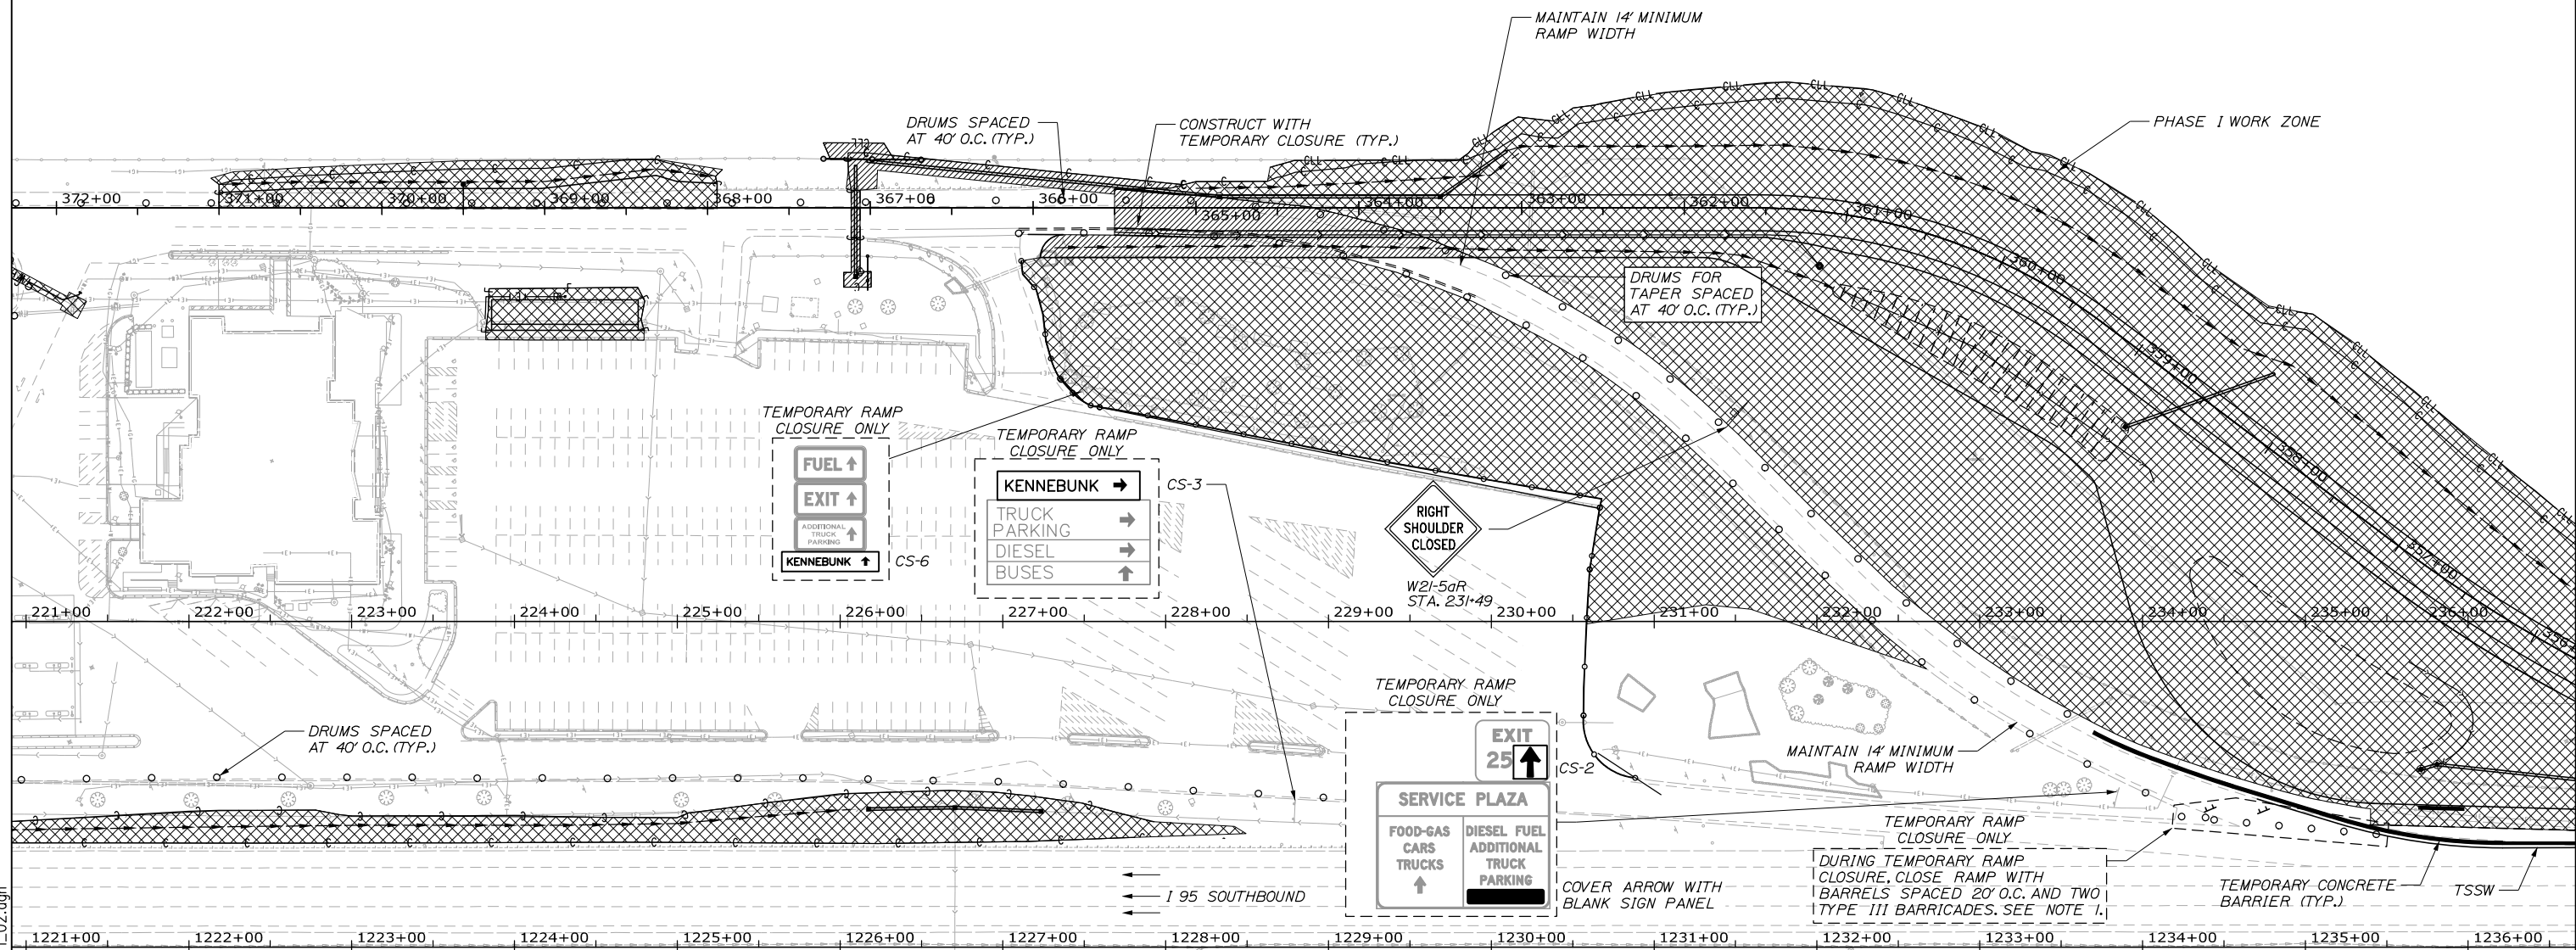 MAINTAIN 14' MINIMUM
RAMP WIDTH
DRUMS SPACED
AT 40' O.C. (TYP.)
CONSTRUCT WITH
TEMPORARY CLOSURE (TYP.)
PHASE I WORK ZONE
372+00
371+00
370+00
369+00
368+00
367+00
366+00
365+00
364+00
363+00
362+00
361+00
360+00
359+00
358+00
357+00
DRUMS FOR
TAPER SPACED
AT 40' O.C. (TYP.)
TEMPORARY RAMP
CLOSURE ONLY
FUEL ↑
EXIT ↑
ADDITIONAL
TRUCK
PARKING ↑
KENNEBUNK ↑
CS-6
TEMPORARY RAMP
CLOSURE ONLY
KENNEBUNK →
TRUCK
PARKING →
DIESEL →
BUSES ↑
CS-3
RIGHT
SHOULDER
CLOSED
W21-5aR
STA. 231+49
221+00
222+00
223+00
224+00
225+00
226+00
227+00
228+00
229+00
230+00
231+00
232+00
233+00
234+00
235+00
236+00
DRUMS SPACED
AT 40' O.C. (TYP.)
TEMPORARY RAMP
CLOSURE ONLY
EXIT
25 ↑
CS-2
SERVICE PLAZA
FOOD-GAS
CARS
TRUCKS
↑
DIESEL FUEL
ADDITIONAL
TRUCK
PARKING
COVER ARROW WITH
BLANK SIGN PANEL
MAINTAIN 14' MINIMUM
RAMP WIDTH
TEMPORARY RAMP
CLOSURE ONLY
DURING TEMPORARY RAMP
CLOSURE, CLOSE RAMP WITH
BARRELS SPACED 20' O.C. AND TWO
TYPE III BARRICADES. SEE NOTE 1.
TEMPORARY CONCRETE
BARRIER (TYP.)
TSSW
I 95 SOUTHBOUND
1221+00
1222+00
1223+00
1224+00
1225+00
1226+00
1227+00
1228+00
1229+00
1230+00
1231+00
1232+00
1233+00
1234+00
1235+00
1236+00